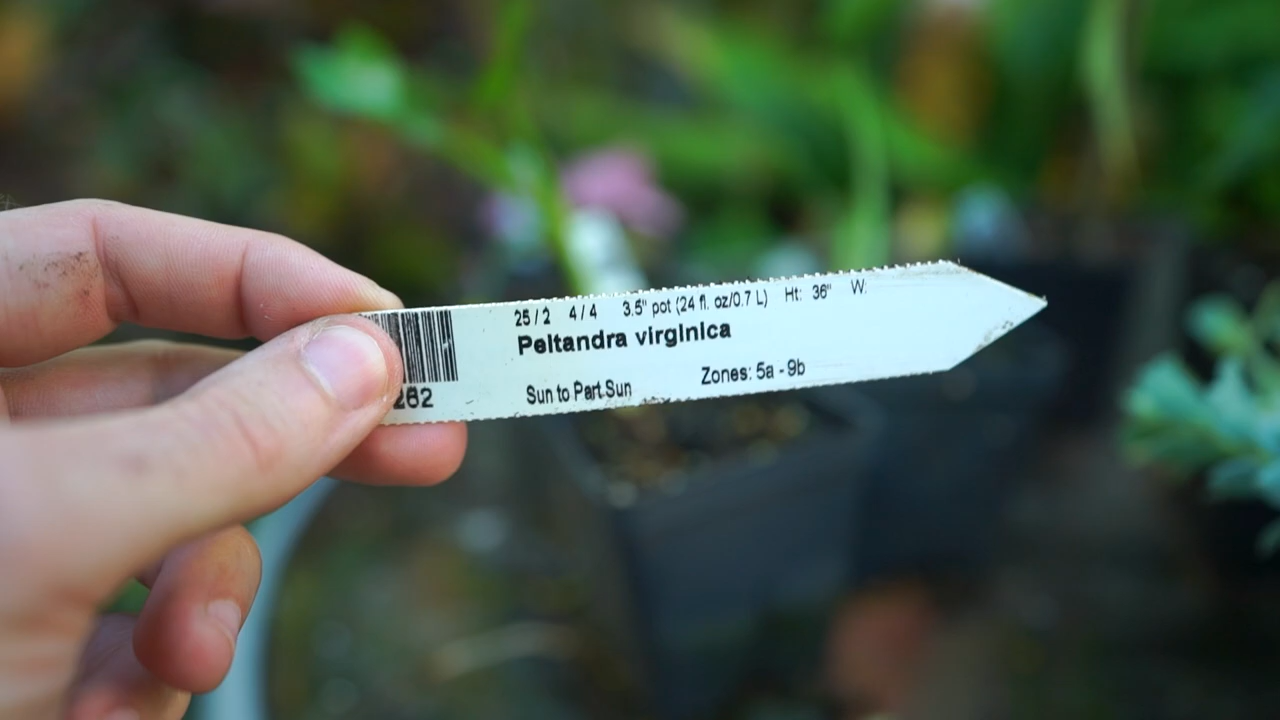 25 / 2 4 / 4 3.5" pot (24 fl. oz/0.7 L) Ht: 36" W:
Peltandra virginica
Sun to Part Sun Zones: 5a - 9b
262